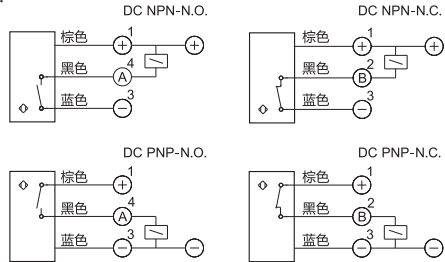 DC NPN-N.O.
棕色 1
黑色 A 4
蓝色 3
DC NPN-N.C.
棕色 1
黑色 B 2
蓝色 3
DC PNP-N.O.
棕色 1
黑色 A 4
蓝色 3
DC PNP-N.C.
棕色 1
黑色 B 2
蓝色 3